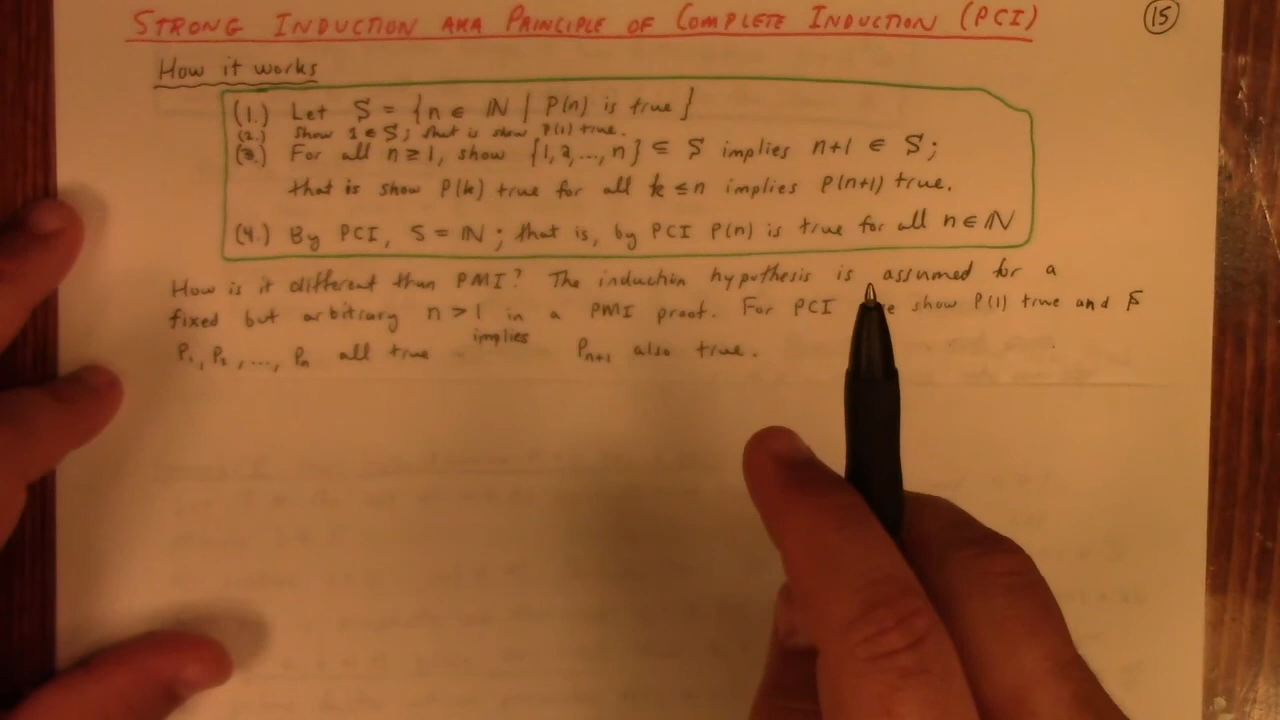 STRONG INDUCTION AKA PRINCIPLE OF COMPLETE INDUCTION (PCI)
15
How it works
(1.) Let S = {n ∈ ℕ | P(n) is true}
(2.) Show 1 ∈ S; that is show P(1) true.
(3.) For all n ≥ 1, show {1, 2, ..., n} ⊆ S implies n+1 ∈ S;
that is show P(k) true for all k ≤ n implies P(n+1) true.
(4.) By PCI, S = ℕ; that is, by PCI P(n) is true for all n ∈ ℕ
How is it different than PMI? The induction hypothesis is assumed for a
fixed but arbitrary n > 1 in a PMI proof. For PCI show P(1) true and
P₁, P₂, ..., Pₙ all true implies Pₙ₊₁ also true.